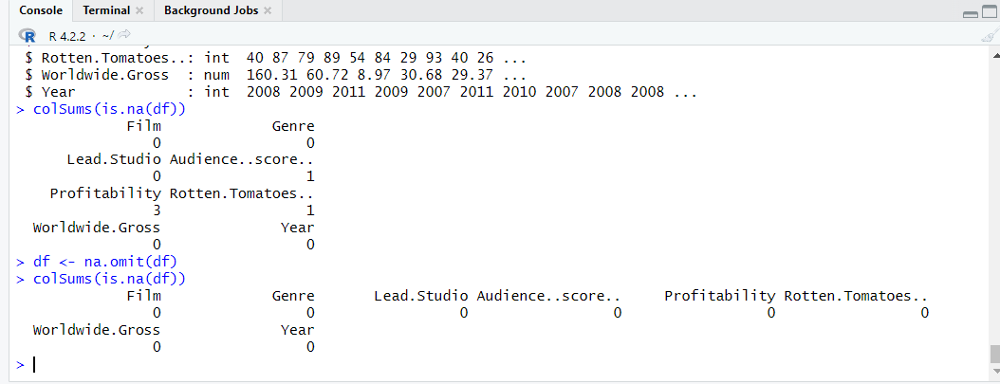 Console Terminal Background Jobs
R R 4.2.2 · ~/
$ Rotten.Tomatoes..: int 40 87 79 89 54 84 29 93 40 26 ...
$ Worldwide.Gross : num 160.31 60.72 8.97 30.68 29.37 ...
$ Year : int 2008 2009 2011 2009 2007 2011 2010 2007 2008 2008 ...
> colSums(is.na(df))
Film Genre
0 0
Lead.Studio Audience..score..
0 1
Profitability Rotten.Tomatoes..
3 1
Worldwide.Gross Year
0 0
> df <- na.omit(df)
> colSums(is.na(df))
Film Genre Lead.Studio Audience..score.. Profitability Rotten.Tomatoes..
0 0 0 0 0 0
Worldwide.Gross Year
0 0
>